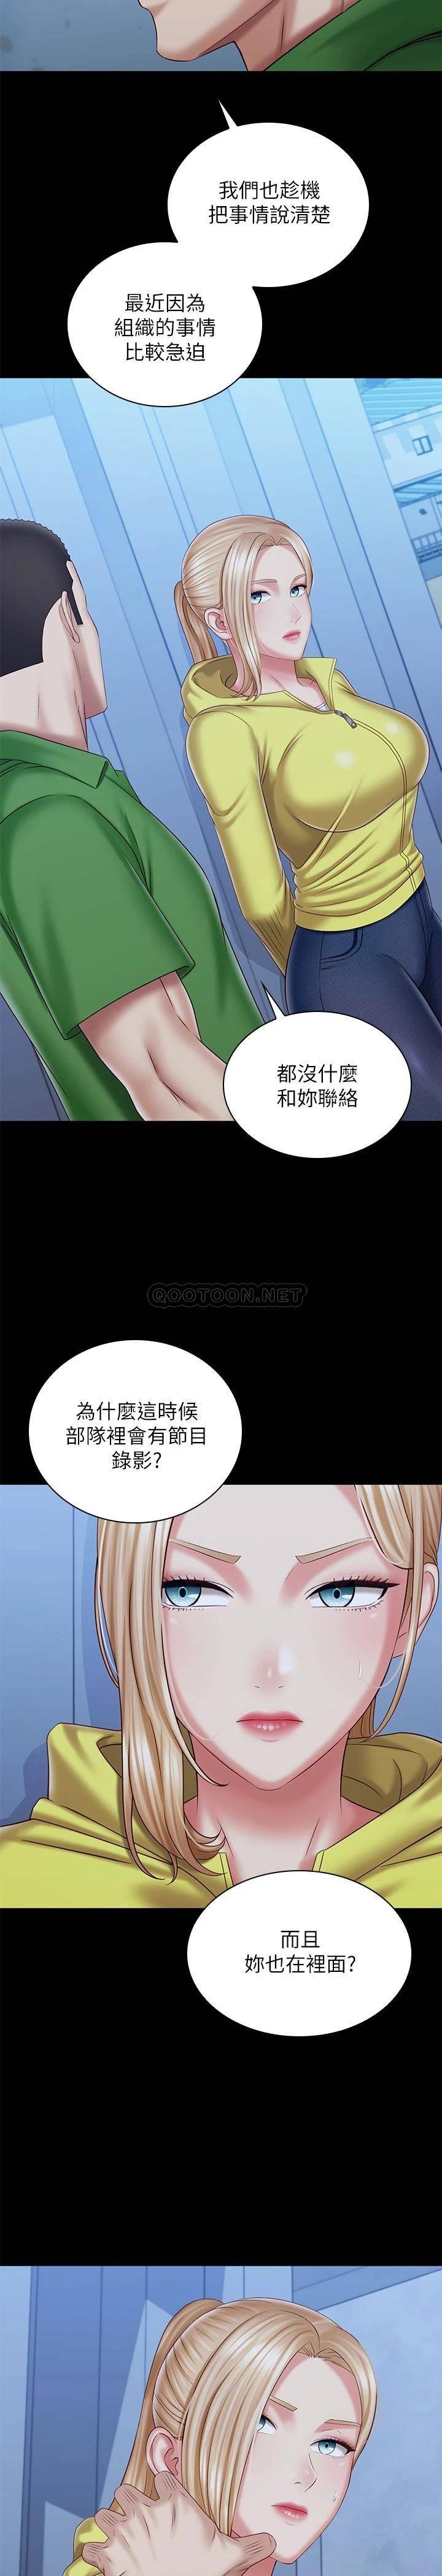 我們也趁機
把事情說清楚
最近因為
組織的事情
比較急迫
都沒什麼
和妳聯絡
QOOTOON.NET
為什麼這時候
部隊裡會有節目
錄影?
而且
妳也在裡面?